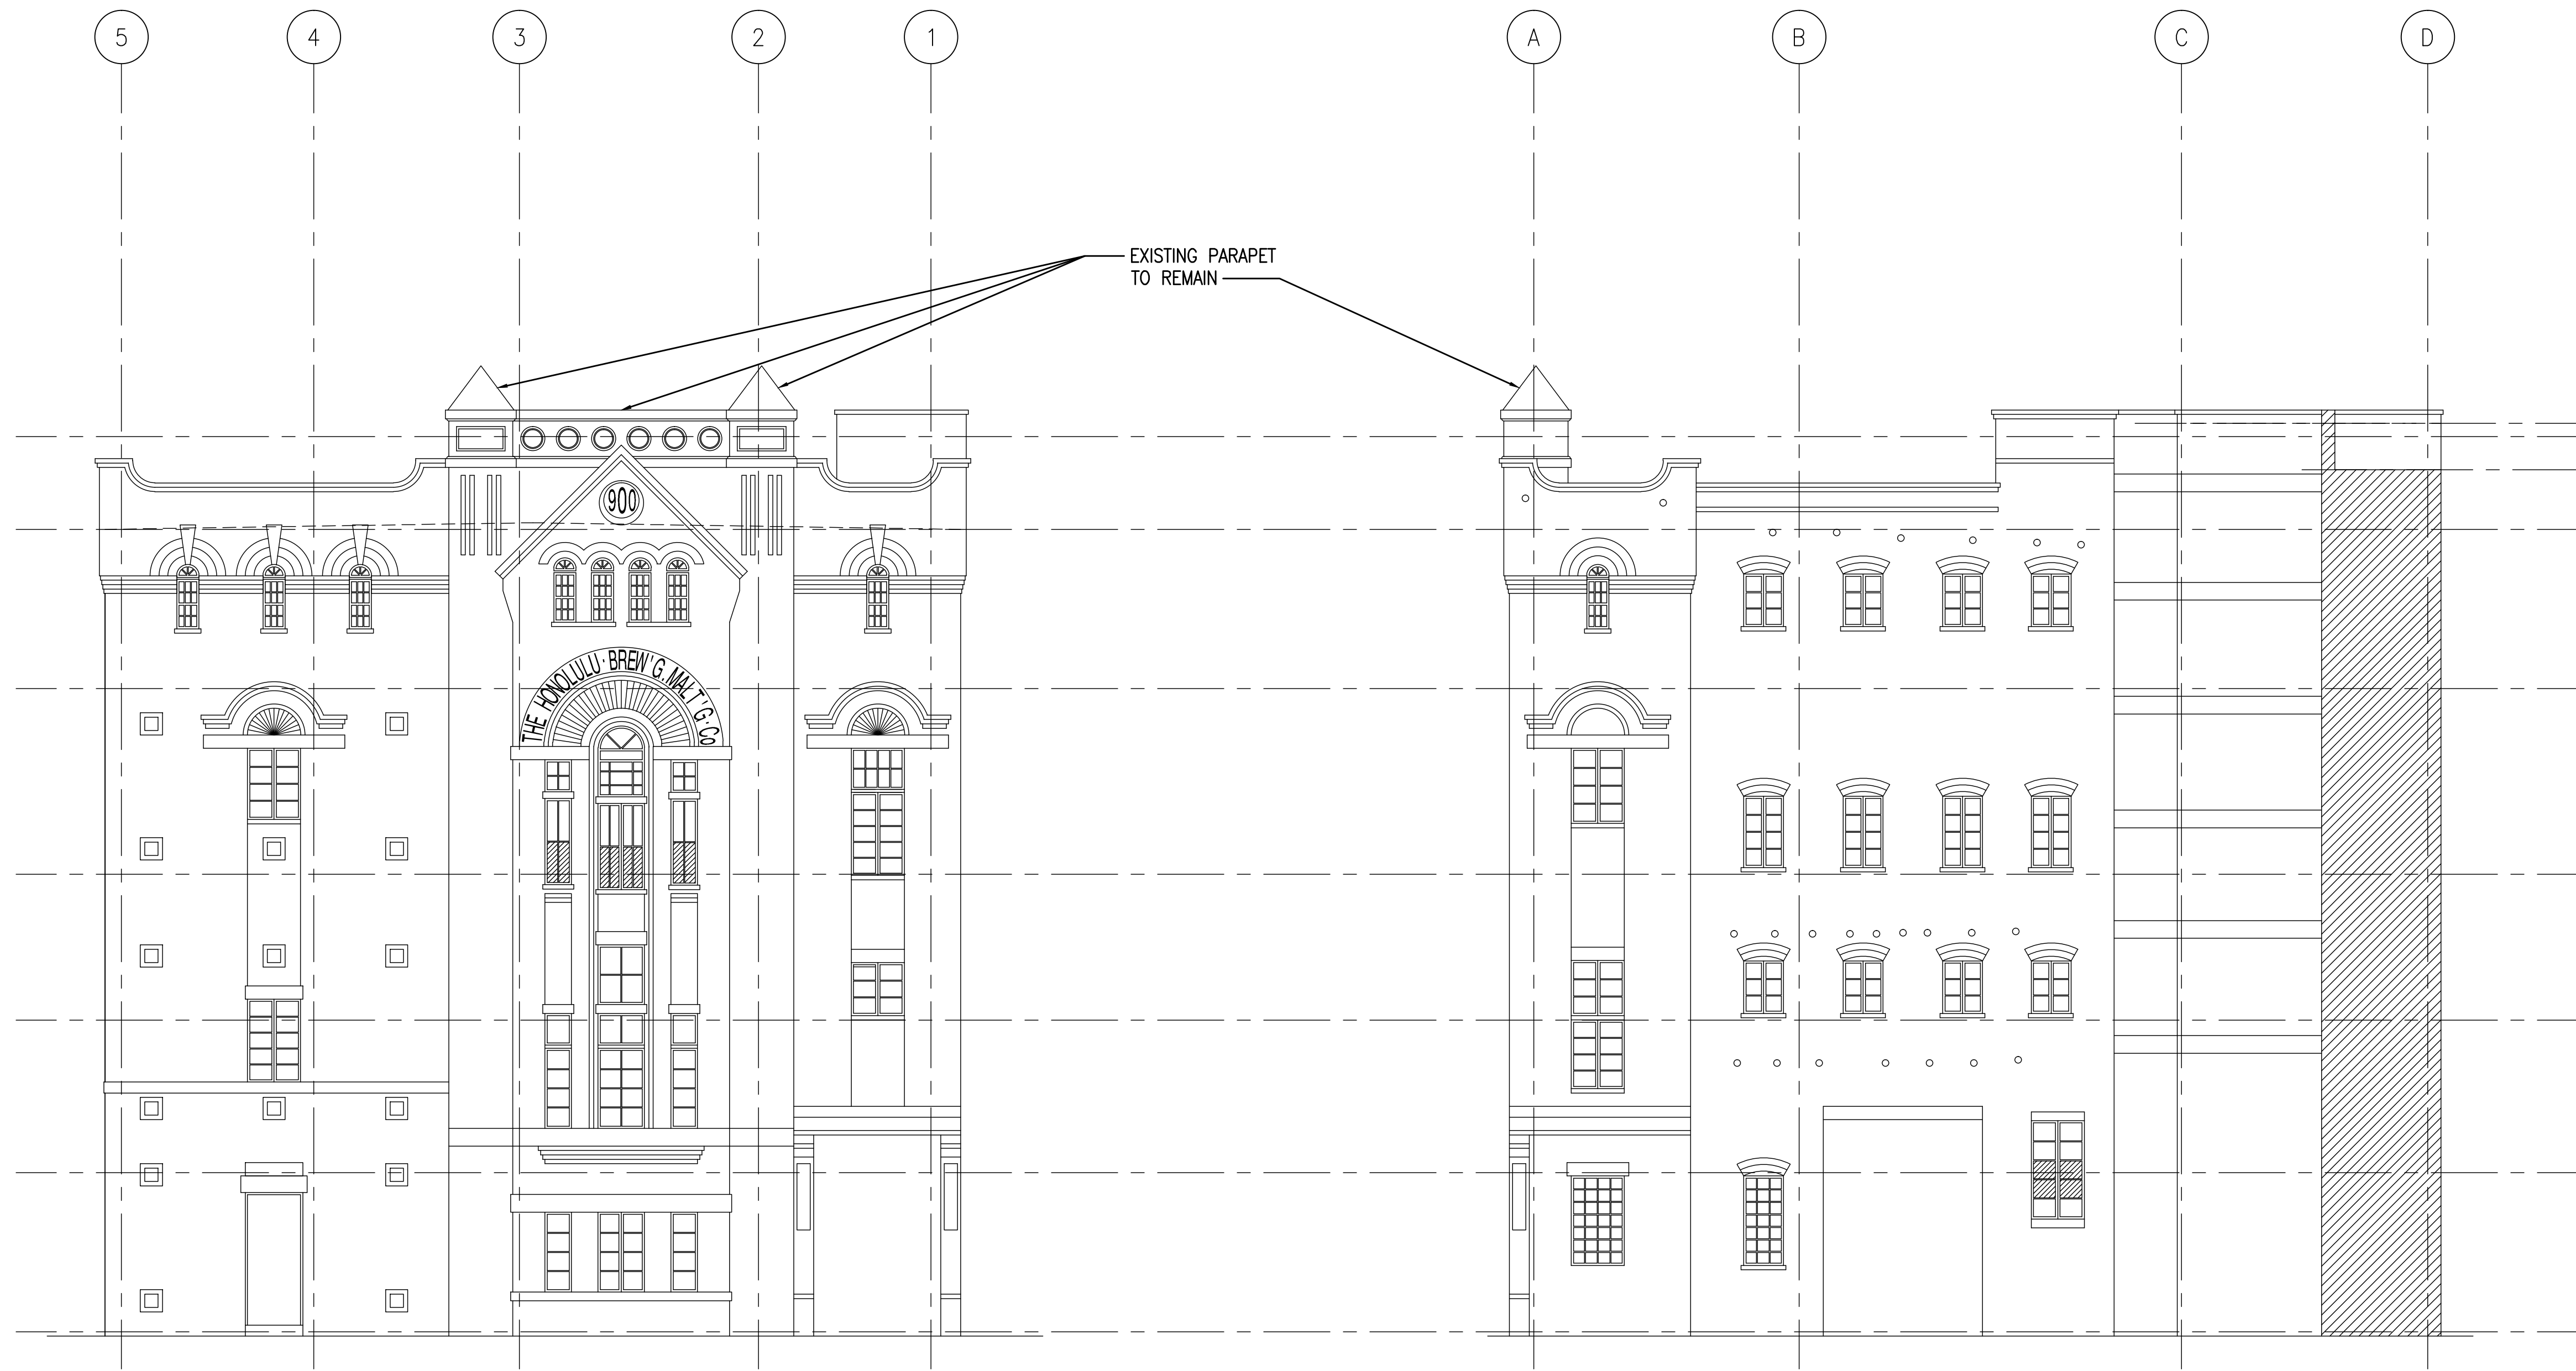 5 4 3 2 1 A B C D
EXISTING PARAPET
TO REMAIN
900
THE HONOLULU · BREW'G. MAL'T'G. Co